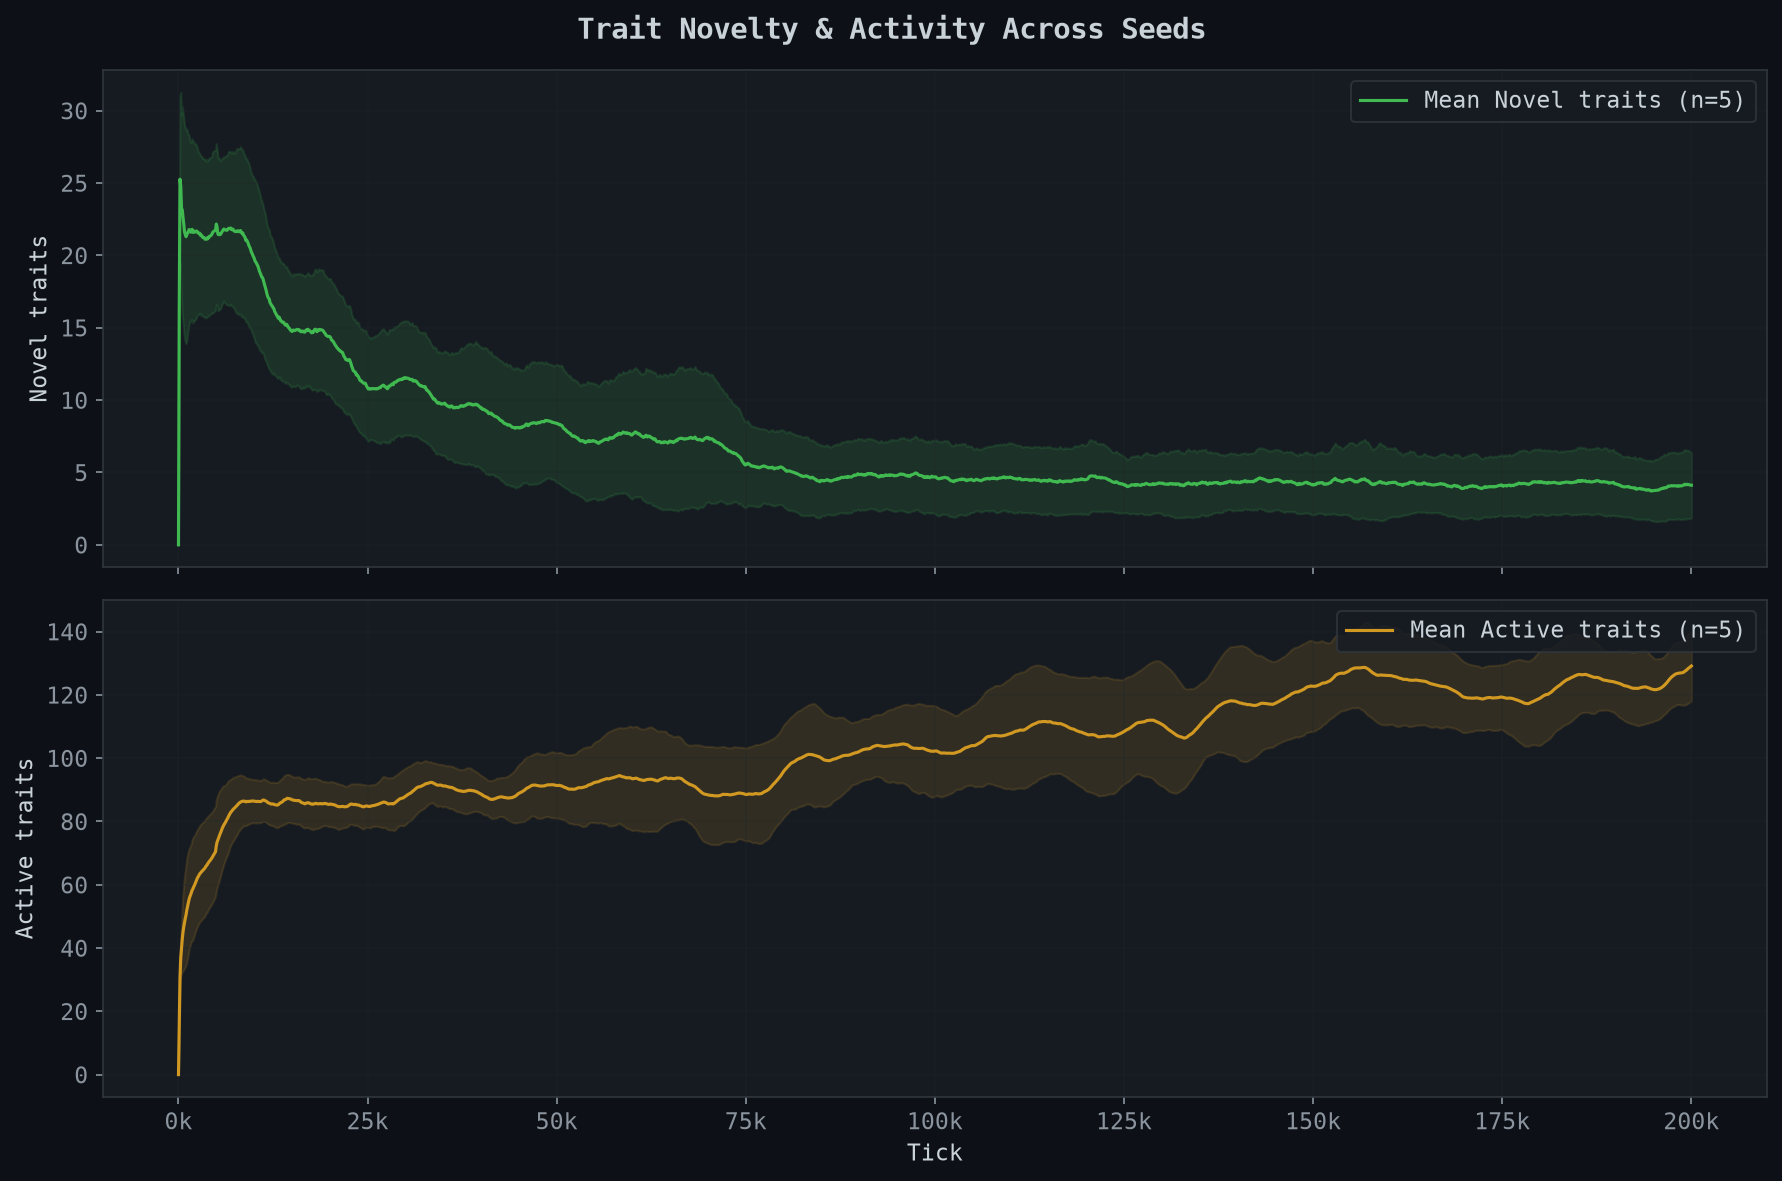 Trait Novelty & Activity Across Seeds
Mean Novel traits (n=5)
Novel traits
30
25
20
15
10
5
0
Mean Active traits (n=5)
Active traits
140
120
100
80
60
40
20
0
0k 25k 50k 75k 100k 125k 150k 175k 200k
Tick